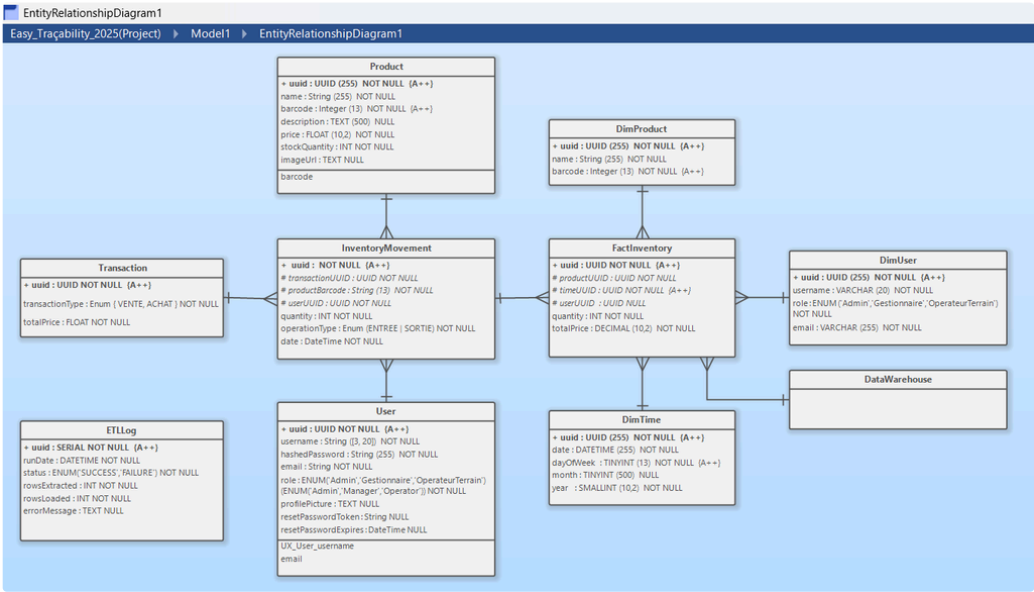 EntityRelationshipDiagram1
Easy_Traçability_2025(Project) Model1 EntityRelationshipDiagram1
Product
+ uuid : UUID (255) NOT NULL {A++}
name : String (255) NOT NULL
barcode : Integer (13) NOT NULL {A++}
description : TEXT (500) NULL
price : FLOAT (10,2) NOT NULL
stockQuantity : INT NOT NULL
imageUrl : TEXT NULL
barcode
DimProduct
+ uuid : UUID (255) NOT NULL {A++}
name : String (255) NOT NULL
barcode : Integer (13) NOT NULL {A++}
Transaction
+ uuid : UUID NOT NULL {A++}
transactionType : Enum { VENTE, ACHAT } NOT NULL
totalPrice : FLOAT NOT NULL
InventoryMovement
+ uuid : NOT NULL {A++}
# transactionUUID : UUID NOT NULL
# productBarcode : String (13) NOT NULL
# userUUID : UUID NOT NULL
quantity : INT NOT NULL
operationType : Enum (ENTREE | SORTIE) NOT NULL
date : DateTime NOT NULL
FactInventory
+ uuid : UUID NOT NULL {A++}
# productUUID : UUID NOT NULL
# timeUUID : UUID NOT NULL {A++}
# userUUID : UUID NULL
quantity : INT NOT NULL
totalPrice : DECIMAL (10,2) NOT NULL
DimUser
+ uuid : UUID (255) NOT NULL {A++}
username : VARCHAR (20) NOT NULL
role : ENUM('Admin','Gestionnaire','OperateurTerrain')
NOT NULL
email : VARCHAR (255) NOT NULL
DataWarehouse
ETLLog
+ uuid : SERIAL NOT NULL {A++}
runDate : DATETIME NOT NULL
status : ENUM('SUCCESS','FAILURE') NOT NULL
rowsExtracted : INT NOT NULL
rowsLoaded : INT NOT NULL
errorMessage : TEXT NULL
User
+ uuid : UUID NOT NULL {A++}
username : String ([3, 20]) NOT NULL
hashedPassword : String (255) NOT NULL
email : String NOT NULL
role : ENUM('Admin','Gestionnaire','OperateurTerrain')
(ENUM('Admin','Manager','Operator')) NOT NULL
profilePicture : TEXT NULL
resetPasswordToken : String NULL
resetPasswordExpires : DateTime NULL
UX_User_username
email
DimTime
+ uuid : UUID (255) NOT NULL {A++}
date : DATETIME (255) NOT NULL
dayOfWeek : TINYINT (13) NOT NULL {A++}
month : TINYINT (500) NULL
year : SMALLINT (10,2) NOT NULL